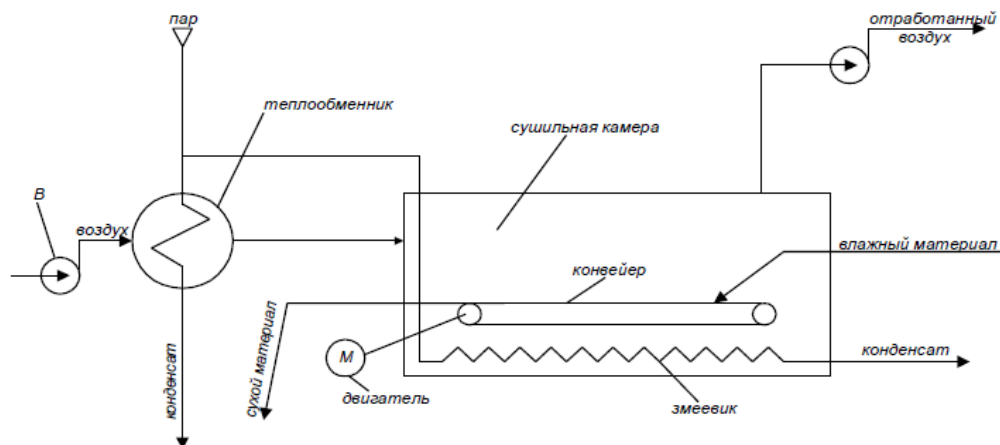 пар
отработанный
воздух
теплообменник
сушильная камера
В
воздух
влажный материал
конвейер
сухой материал
М
конденсат
конденсат
двигатель
змеевик